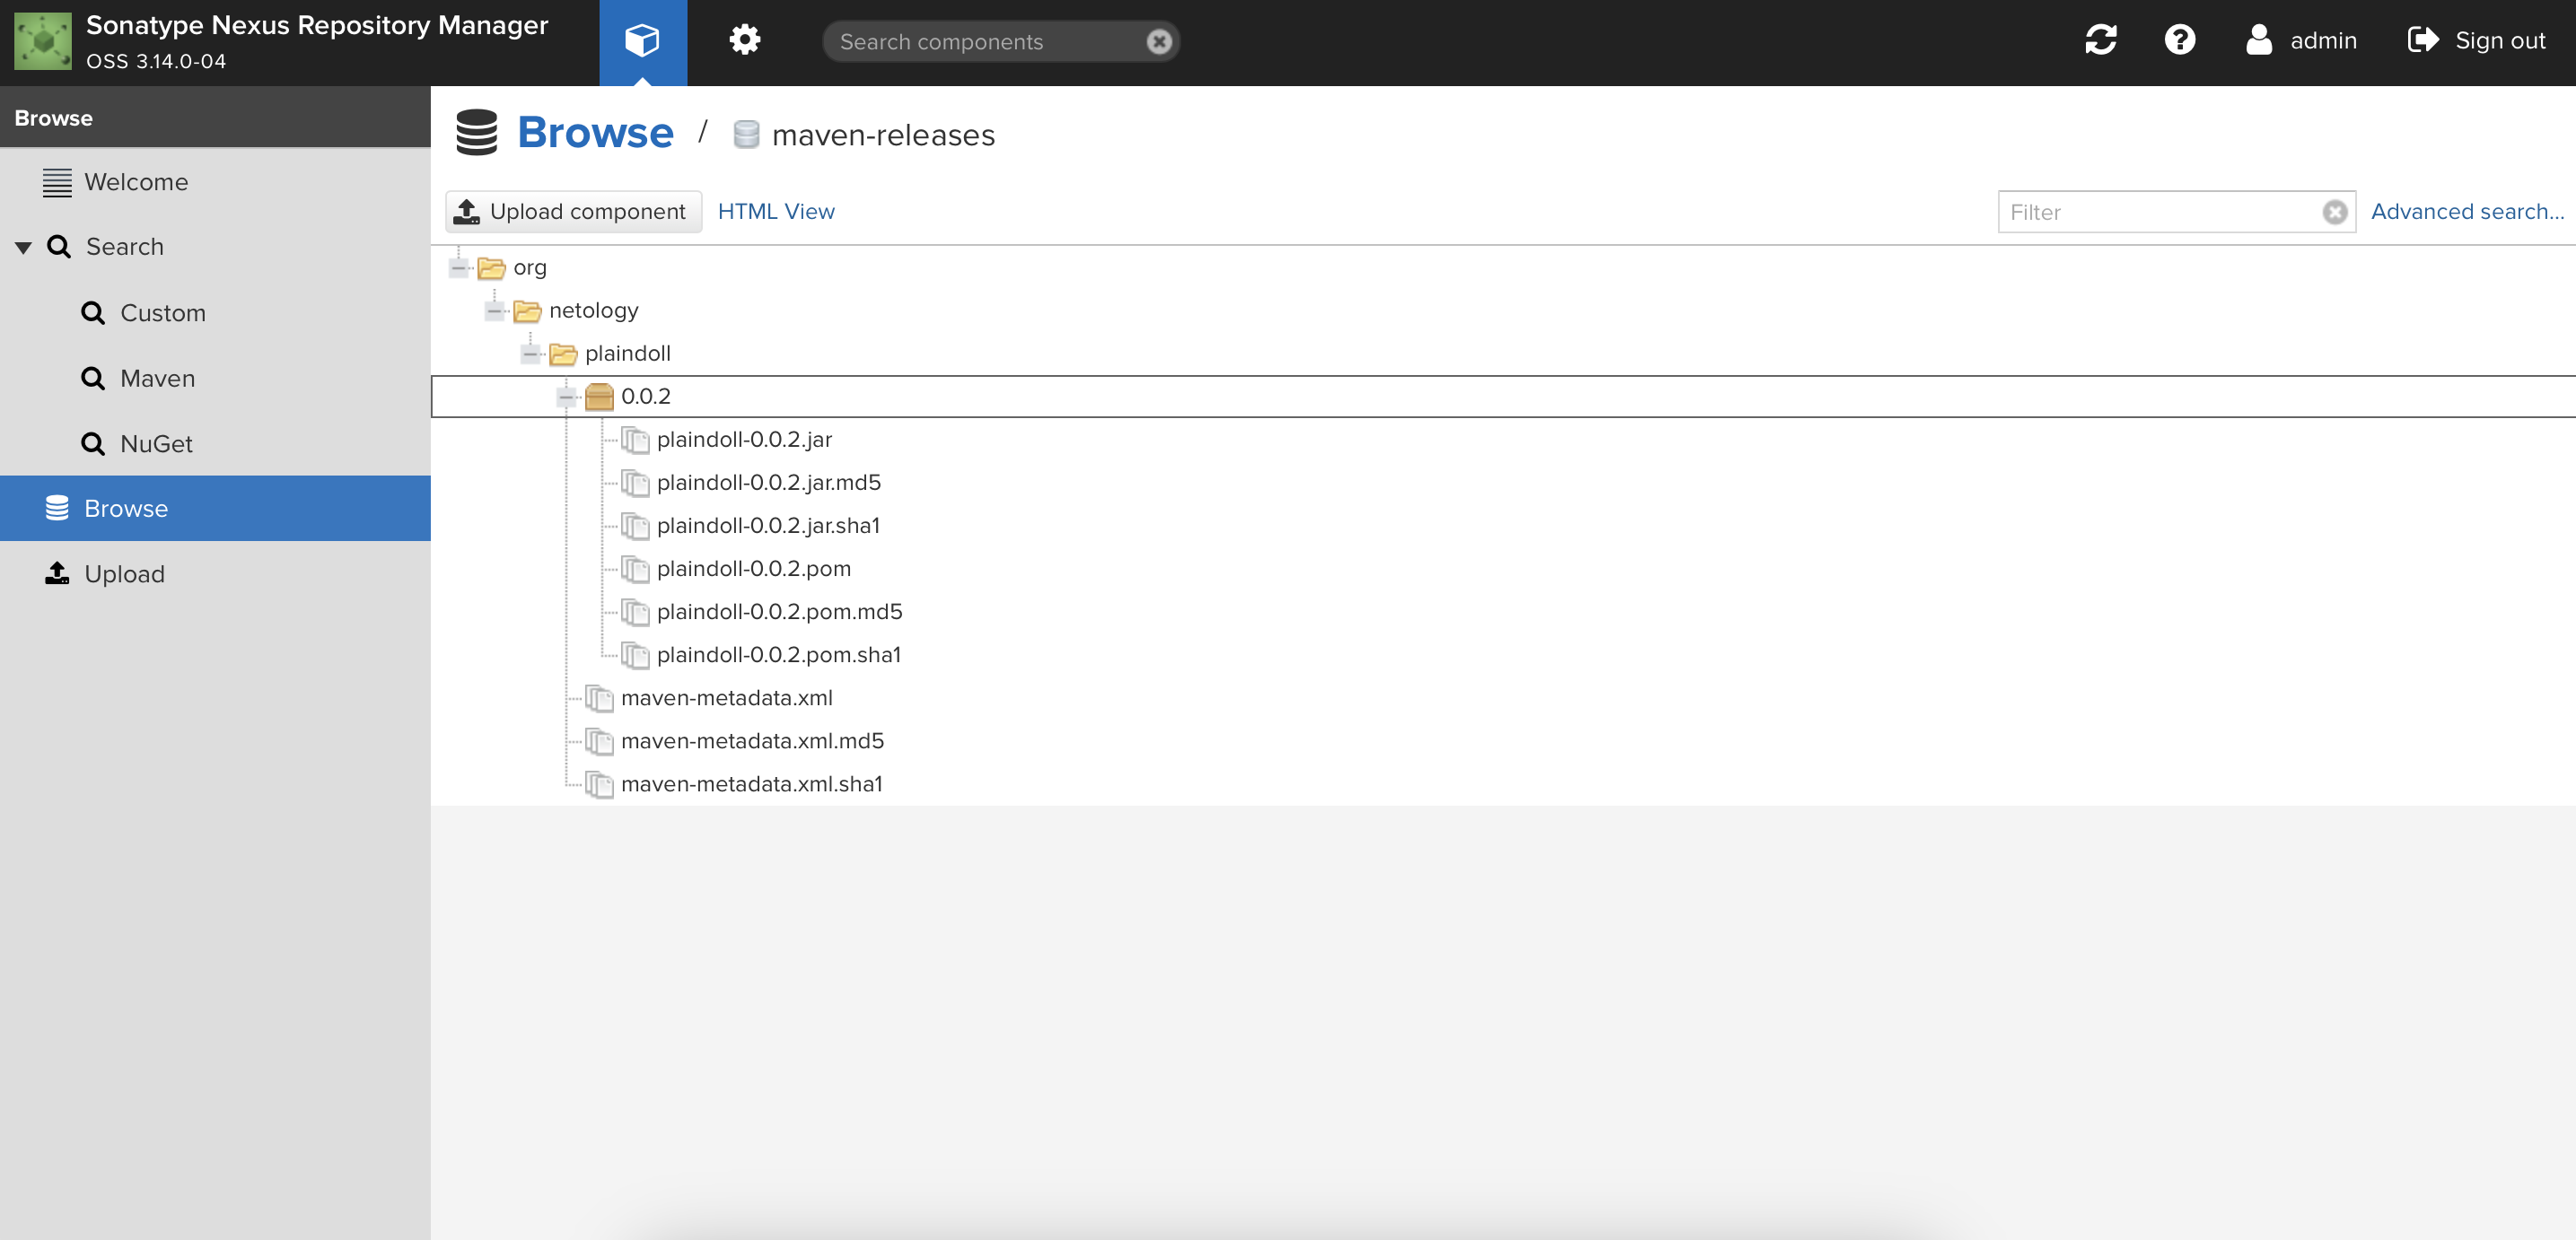 Sonatype Nexus Repository Manager
OSS 3.14.0-04
Search components
admin
Sign out
Browse
Welcome
Search
Custom
Maven
NuGet
Browse
Upload
Browse / maven-releases
Upload component
HTML View
Filter
Advanced search...
org
netology
plaindoll
0.0.2
plaindoll-0.0.2.jar
plaindoll-0.0.2.jar.md5
plaindoll-0.0.2.jar.sha1
plaindoll-0.0.2.pom
plaindoll-0.0.2.pom.md5
plaindoll-0.0.2.pom.sha1
maven-metadata.xml
maven-metadata.xml.md5
maven-metadata.xml.sha1